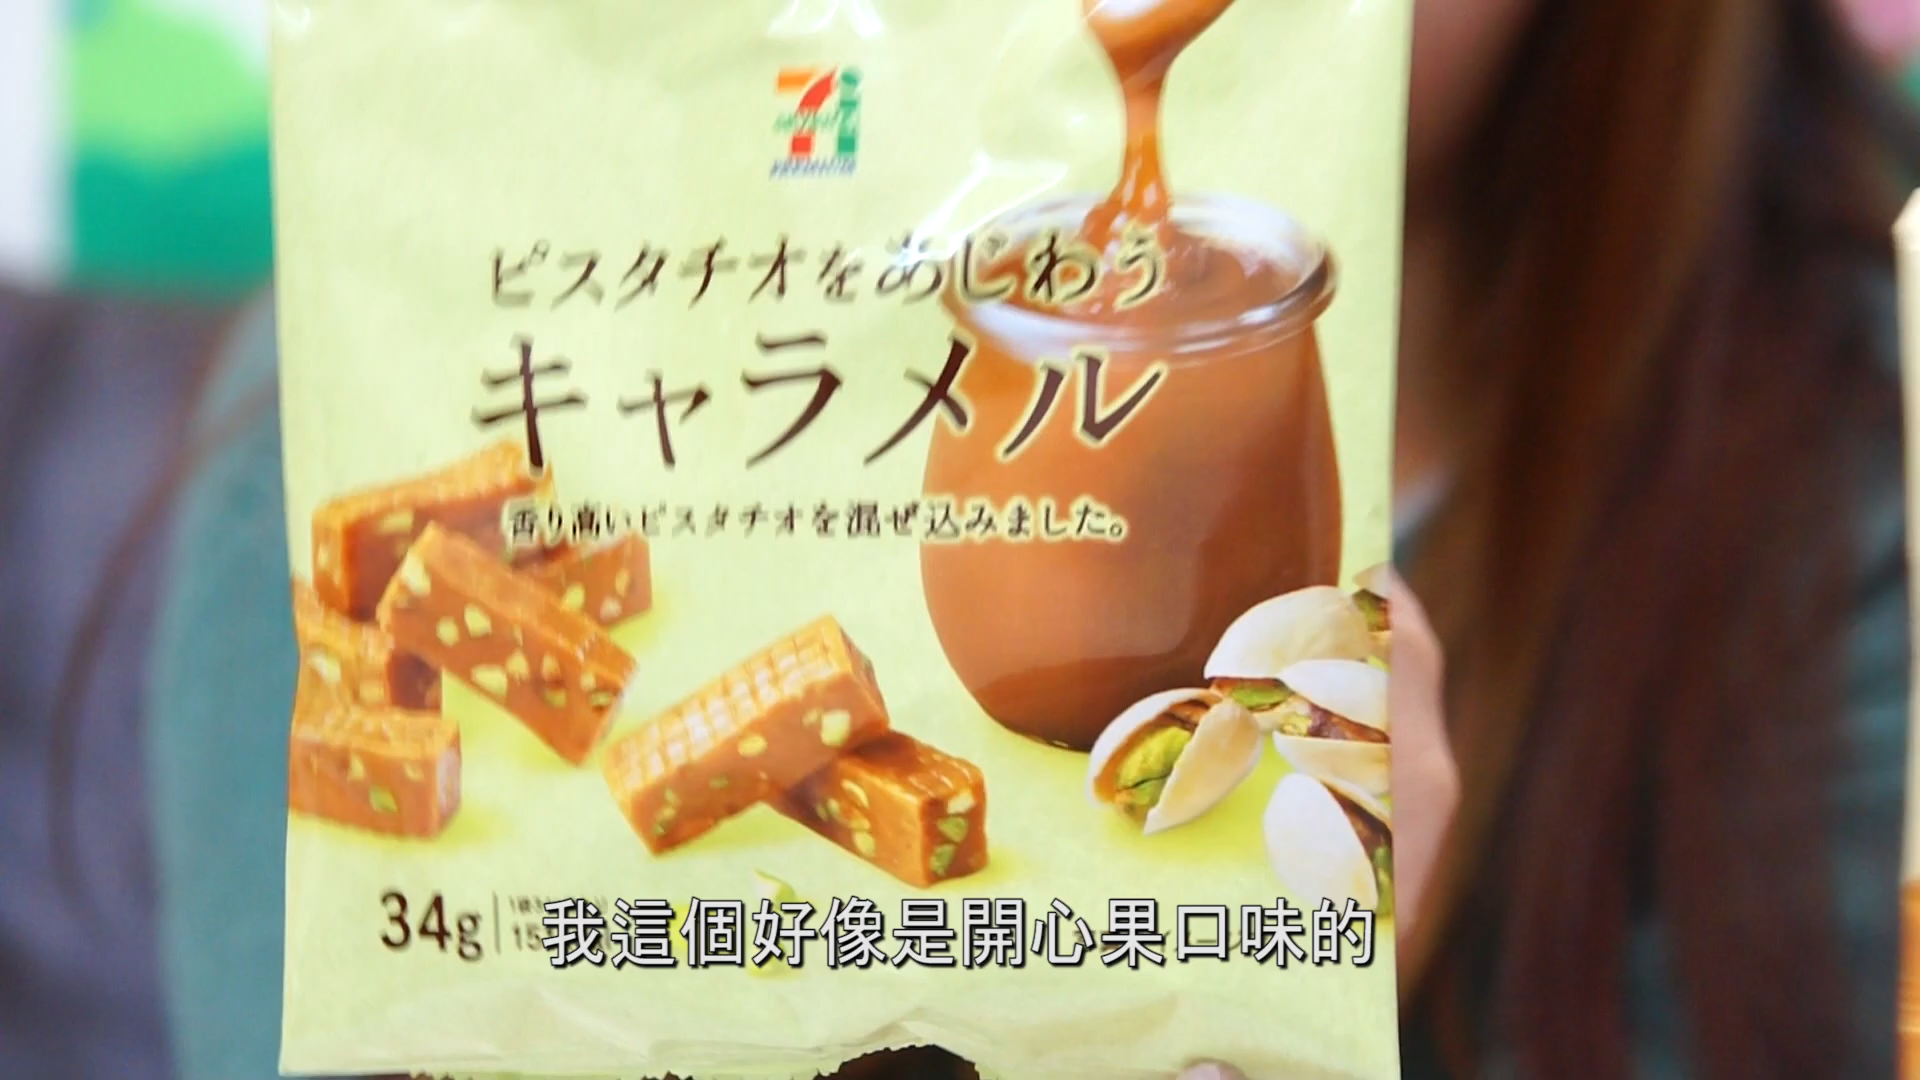 PREMIUM
ピスタチオをあじわう
キャラメル
香り高いピスタチオを混ぜ込みました。
34g
我這個好像是開心果口味的